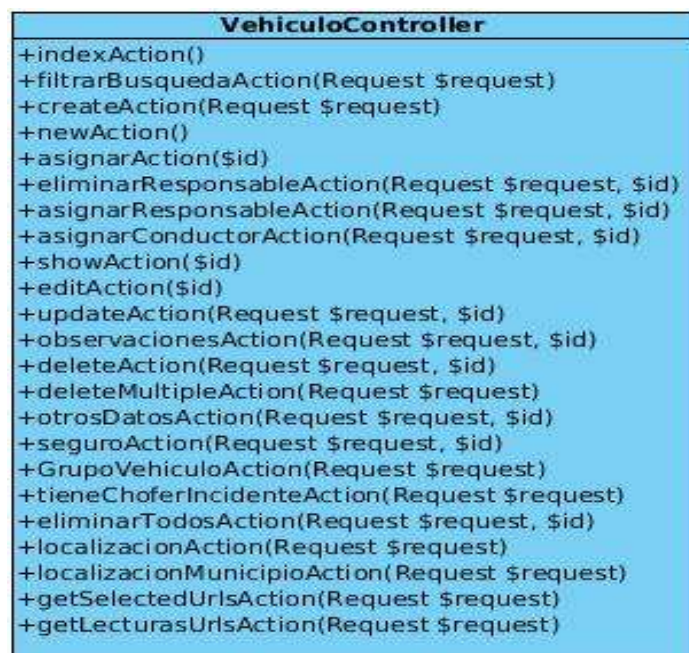 VehiculoController
+indexAction()
+filtrarBusquedaAction(Request $request)
+createAction(Request $request)
+newAction()
+asignarAction($id)
+eliminarResponsableAction(Request $request, $id)
+asignarResponsableAction(Request $request, $id)
+asignarConductorAction(Request $request, $id)
+showAction($id)
+editAction($id)
+updateAction(Request $request, $id)
+observacionesAction(Request $request, $id)
+deleteAction(Request $request, $id)
+deleteMultipleAction(Request $request)
+otrosDatosAction(Request $request, $id)
+seguroAction(Request $request, $id)
+GrupoVehiculoAction(Request $request)
+tieneChoferIncidenteAction(Request $request)
+eliminarTodosAction(Request $request, $id)
+localizacionAction(Request $request)
+localizacionMunicipioAction(Request $request)
+getSelectedUrlsAction(Request $request)
+getLecturasUrlsAction(Request $request)